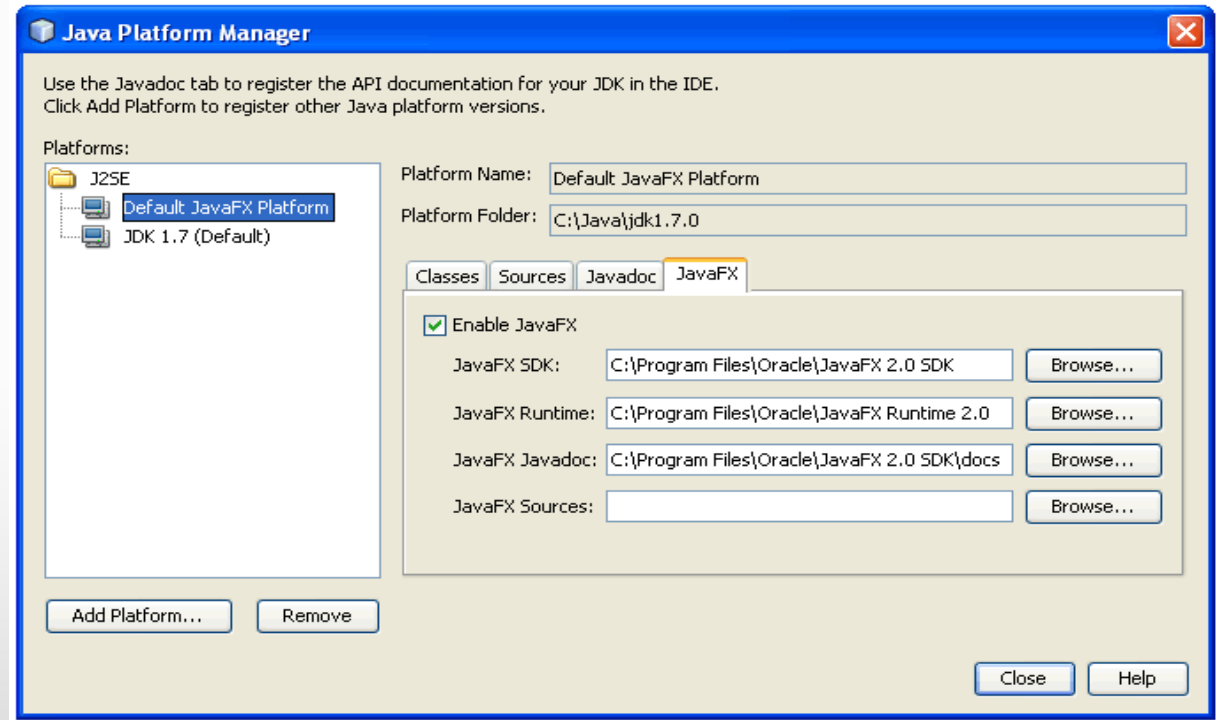 Java Platform Manager
Use the Javadoc tab to register the API documentation for your JDK in the IDE.
Click Add Platform to register other Java platform versions.
Platforms:
J2SE
Default JavaFX Platform
JDK 1.7 (Default)
Platform Name: Default JavaFX Platform
Platform Folder: C:\Java\jdk1.7.0
Classes Sources Javadoc JavaFX
Enable JavaFX
JavaFX SDK: C:\Program Files\Oracle\JavaFX 2.0 SDK Browse...
JavaFX Runtime: C:\Program Files\Oracle\JavaFX Runtime 2.0 Browse...
JavaFX Javadoc: C:\Program Files\Oracle\JavaFX 2.0 SDK\docs Browse...
JavaFX Sources: Browse...
Add Platform... Remove
Close Help